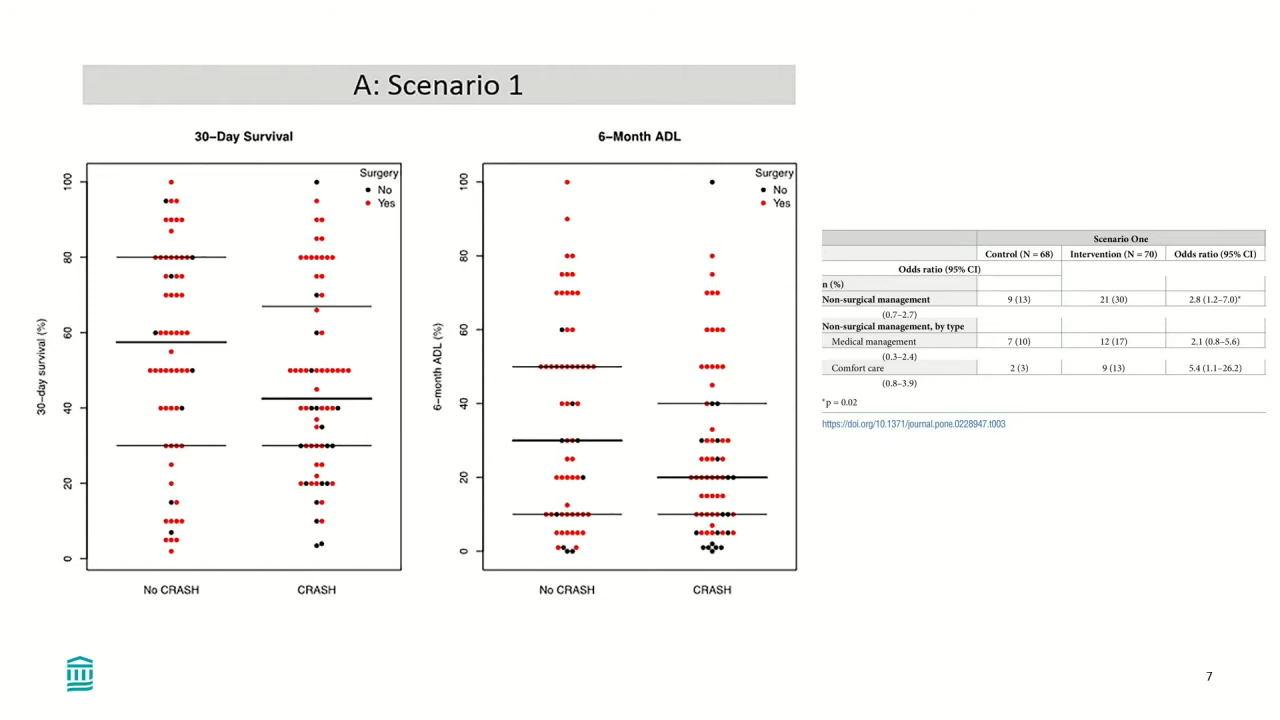 A: Scenario 1
30-Day Survival
Surgery
No
Yes
30-day survival (%)
100
80
60
40
20
0
No CRASH
CRASH
6-Month ADL
Surgery
No
Yes
6-month ADL (%)
100
80
60
40
20
0
No CRASH
CRASH
Scenario One
Control (N = 68) Intervention (N = 70) Odds ratio (95% CI)
Odds ratio (95% CI)
n (%)
Non-surgical management 9 (13) 21 (30) 2.8 (1.2–7.0)*
(0.7–2.7)
Non-surgical management, by type
Medical management 7 (10) 12 (17) 2.1 (0.8–5.6)
(0.3–2.4)
Comfort care 2 (3) 9 (13) 5.4 (1.1–26.2)
(0.8–3.9)
*p = 0.02
https://doi.org/10.1371/journal.pone.0228947.t003
7